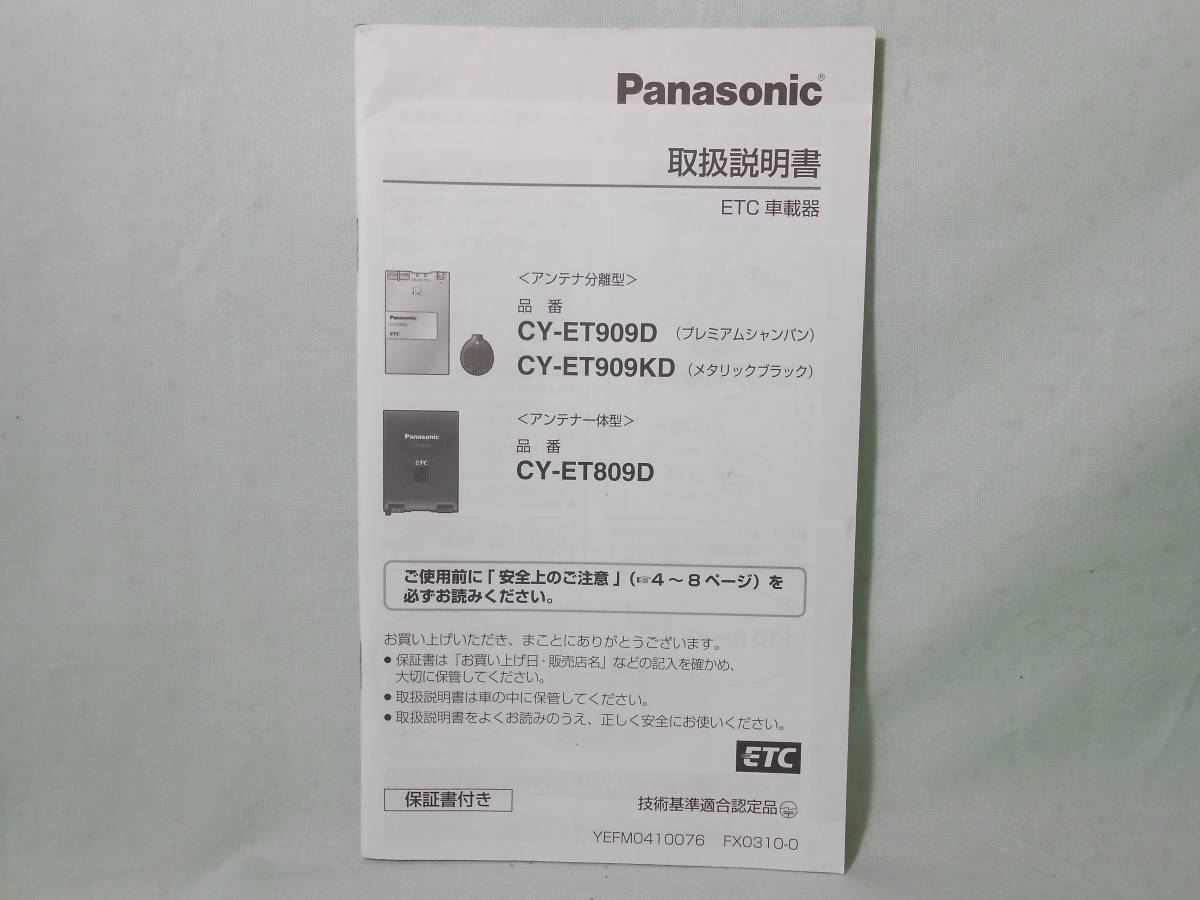 Panasonic®
取扱説明書
ETC 車載器
＜アンテナ分離型＞
品 番
CY-ET909D （プレミアムシャンパン）
CY-ET909KD （メタリックブラック）
Panasonic
ETC
＜アンテナ一体型＞
品 番
CY-ET809D
Panasonic
ETC
ご使用前に「 安全上のご注意 」（☞4 ～ 8 ページ）を
必ずお読みください。
お買い上げいただき、まことにありがとうございます。
● 保証書は「お買い上げ日・販売店名」などの記入を確かめ、
大切に保管してください。
● 取扱説明書は車の中に保管してください。
● 取扱説明書をよくお読みのうえ、正しく安全にお使いください。
ETC
保証書付き
技術基準適合認定品
YEFM0410076 FX0310-0